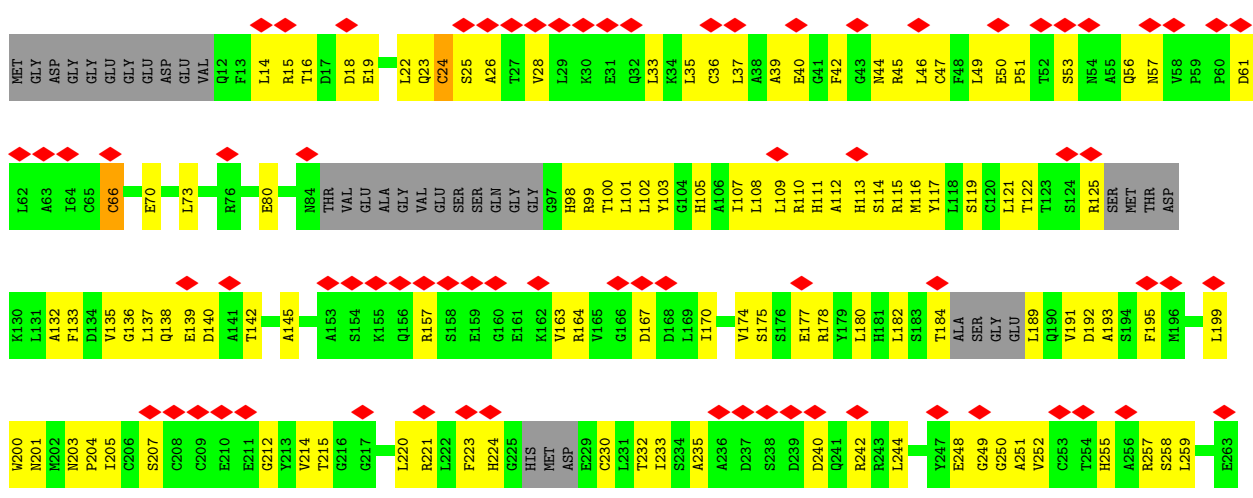 MET GLY ASP GLY GLY GLU GLY GLU ASP GLU VAL Q12 F13 L14 R15 T16 D17 D18 E19 L22 Q23 C24 S25 A26 T27 V28 L29 K30 E31 Q32 L33 K34 L35 C36 L37 A38 A39 E40 G41 F42 G43 N44 R45 L46 C47 F48 L49 E50 P51 T52 S53 N54 A55 Q56 N57 V58 P59 P60 D61
L62 A63 I64 C65 C66 E70 L73 R76 E80 N84 THR VAL GLU ALA GLY VAL GLU SER SER GLN GLY GLY G97 H98 R99 T100 L101 L102 Y103 G104 H105 A106 I107 L108 L109 R110 H111 A112 H113 S114 R115 M116 Y117 L118 S119 C120 L121 T122 T123 S124 R125 SER MET THR ASP
K130 L131 A132 F133 D134 V135 G136 L137 Q138 E139 D140 A141 T142 A145 A153 S154 K155 Q156 R157 S158 E159 G160 E161 K162 V163 R164 V165 G166 D167 D168 L169 I170 V174 S175 S176 E177 R178 Y179 L180 H181 L182 S183 T184 ALA SER GLY GLU L189 Q190 V191 D192 A193 S194 F195 M196 L199
W200 N201 M202 N203 P204 I205 C206 S207 C208 C209 E210 E211 G212 Y213 V214 T215 G216 G217 L220 R221 L222 F223 H224 G225 HIS MET ASP E229 C230 L231 T232 I233 S234 A235 A236 D237 S238 D239 D240 Q241 R242 R243 L244 Y247 E248 G249 G250 A251 V252 C253 T254 H255 A256 R257 S258 L259 E263